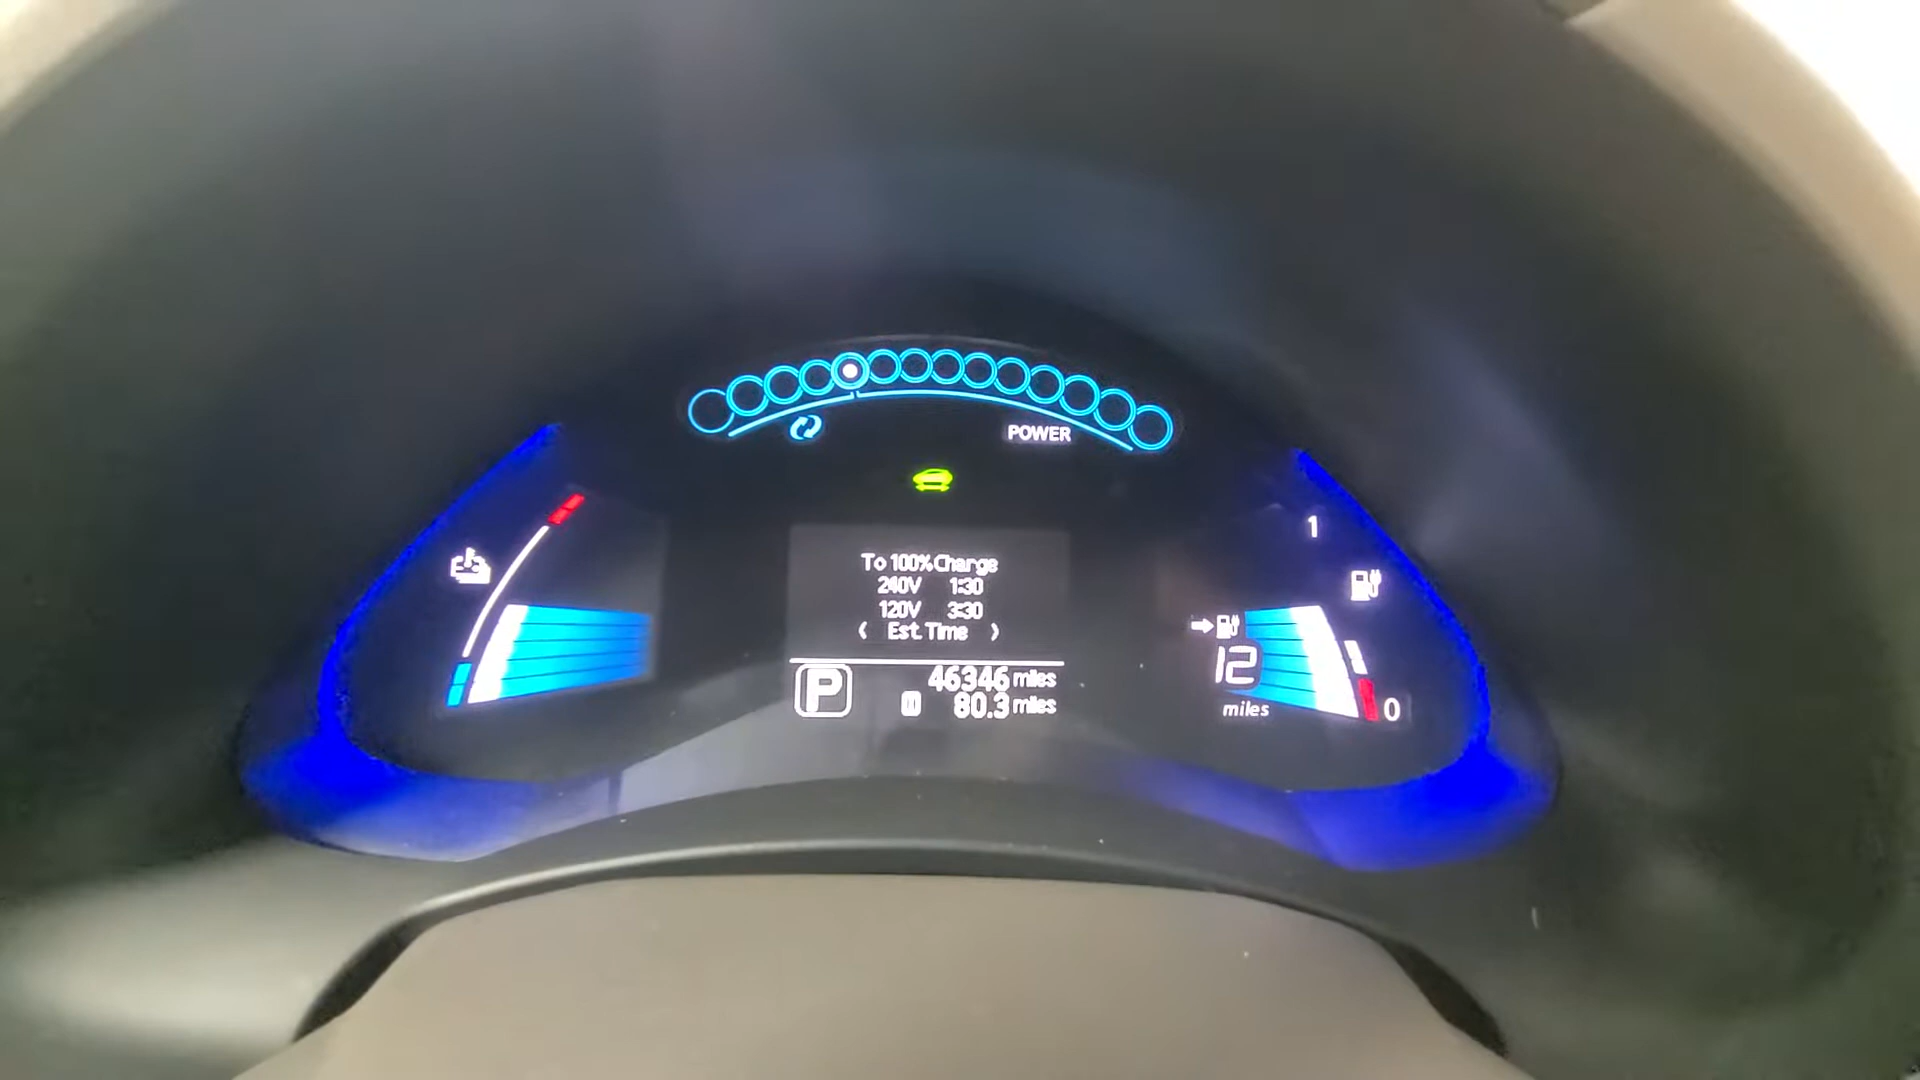 POWER
1
To 100% Charge
240V 1:30
120V 3:30
Est. Time
12
miles
0
P
46346 miles
80.3 miles